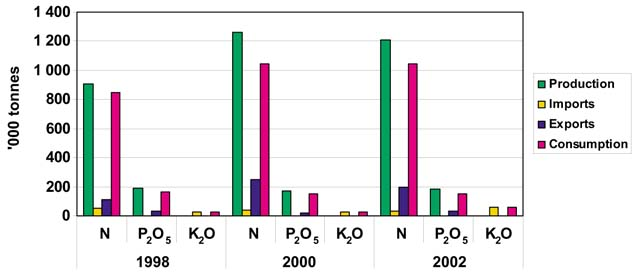 1 400
1 200
1 000
800
600
400
200
0
'000 tonnes
N P₂O₅ K₂O N P₂O₅ K₂O N P₂O₅ K₂O
1998 2000 2002
Production
Imports
Exports
Consumption